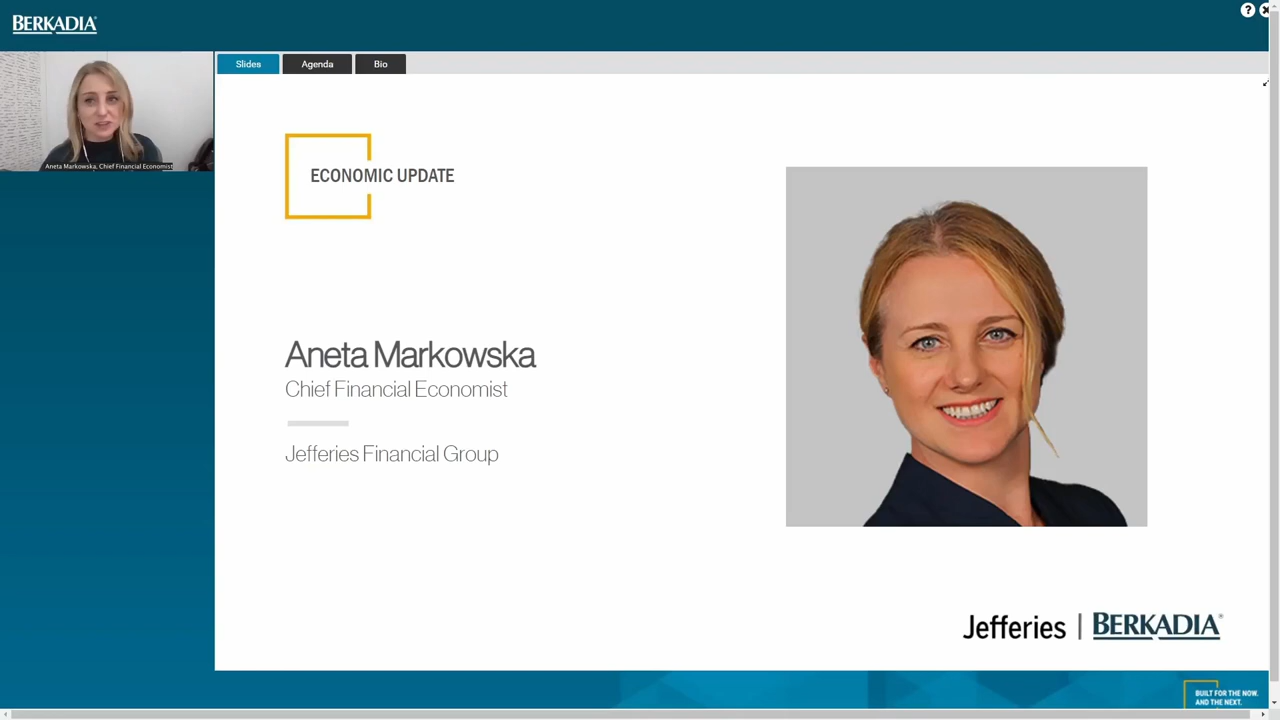 BERKADIA®
?
Slides
Agenda
Bio
Aneta Markowska, Chief Financial Economist
ECONOMIC UPDATE
Aneta Markowska
Chief Financial Economist
Jefferies Financial Group
Jefferies | BERKADIA®
BUILT FOR THE NOW.
AND THE NEXT.